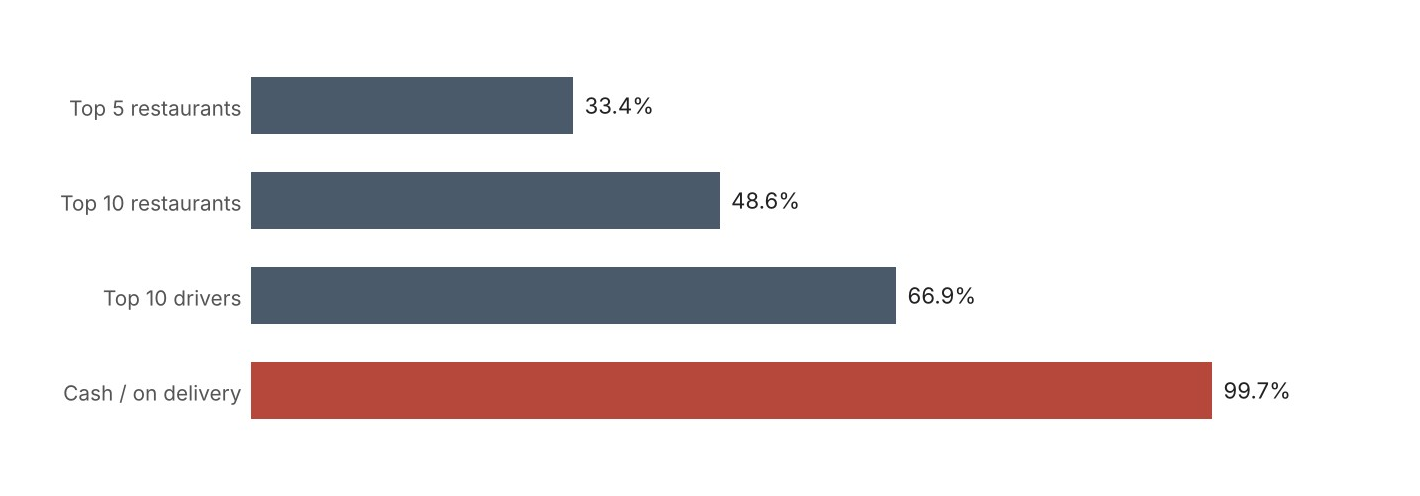 Top 5 restaurants 33.4%
Top 10 restaurants 48.6%
Top 10 drivers 66.9%
Cash / on delivery 99.7%